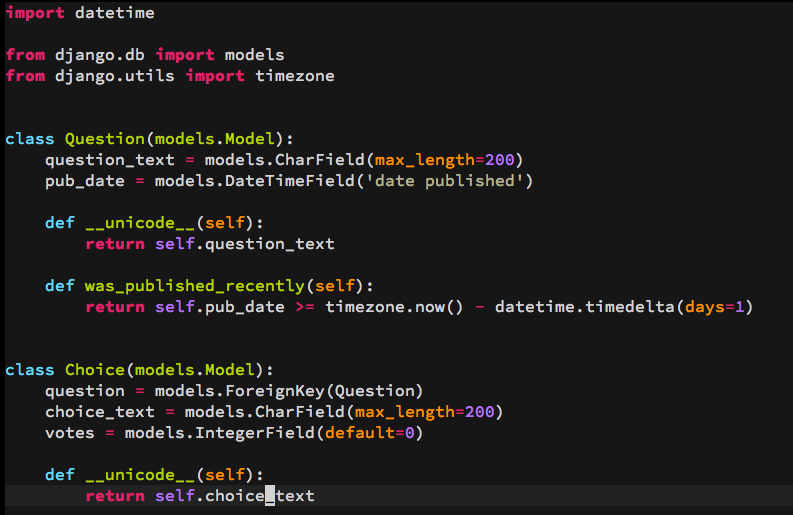 import datetime

from django.db import models
from django.utils import timezone


class Question(models.Model):
    question_text = models.CharField(max_length=200)
    pub_date = models.DateTimeField('date published')

    def __unicode__(self):
        return self.question_text

    def was_published_recently(self):
        return self.pub_date >= timezone.now() - datetime.timedelta(days=1)


class Choice(models.Model):
    question = models.ForeignKey(Question)
    choice_text = models.CharField(max_length=200)
    votes = models.IntegerField(default=0)

    def __unicode__(self):
        return self.choice_text